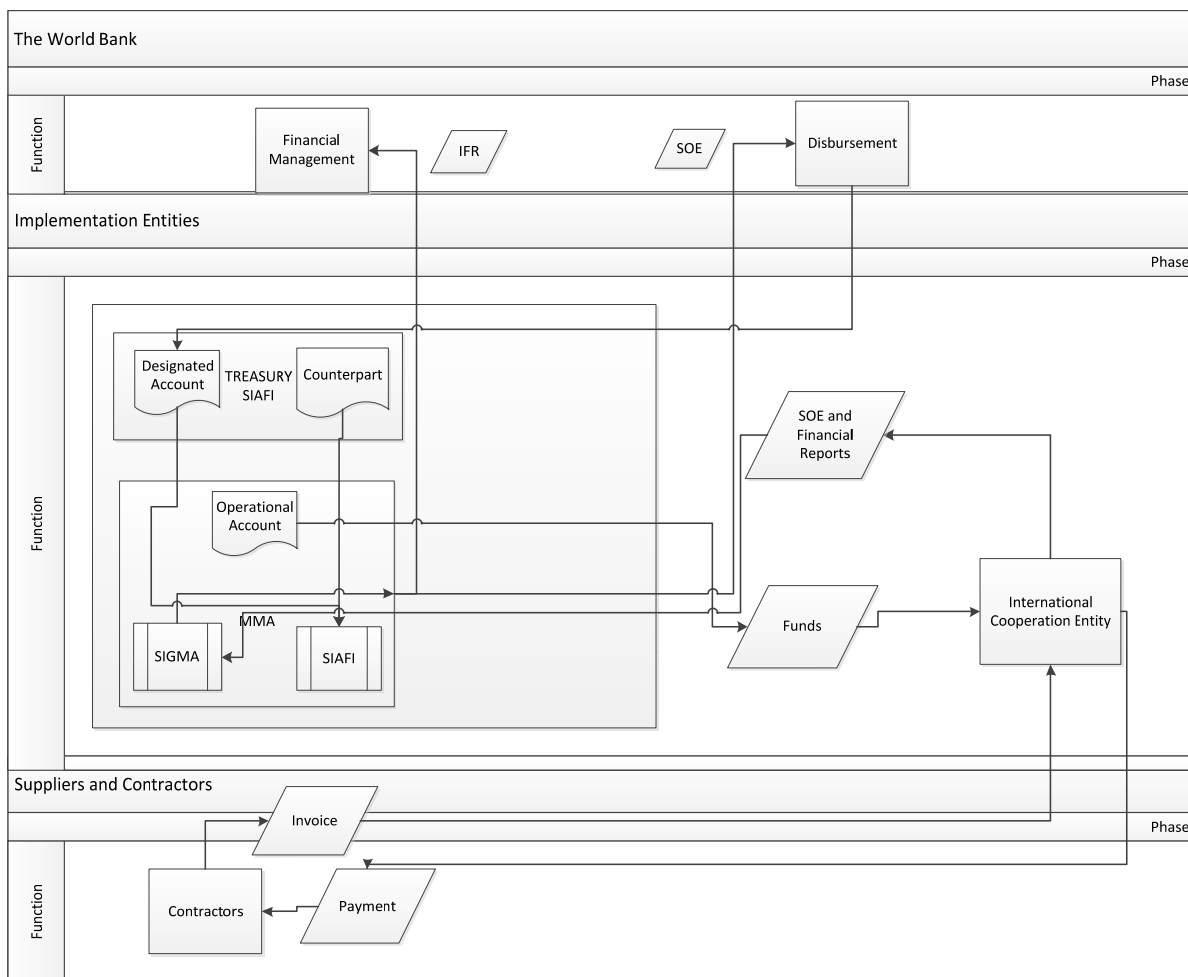 The World Bank
Phase
Function
Financial
Management
IFR
SOE
Disbursement
Implementation Entities
Phase
Function
Designated
Account
TREASURY
SIAFI
Counterpart
SOE and
Financial
Reports
Operational
Account
International
Cooperation Entity
Funds
MMA
SIGMA
SIAFI
Suppliers and Contractors
Invoice
Phase
Function
Contractors
Payment